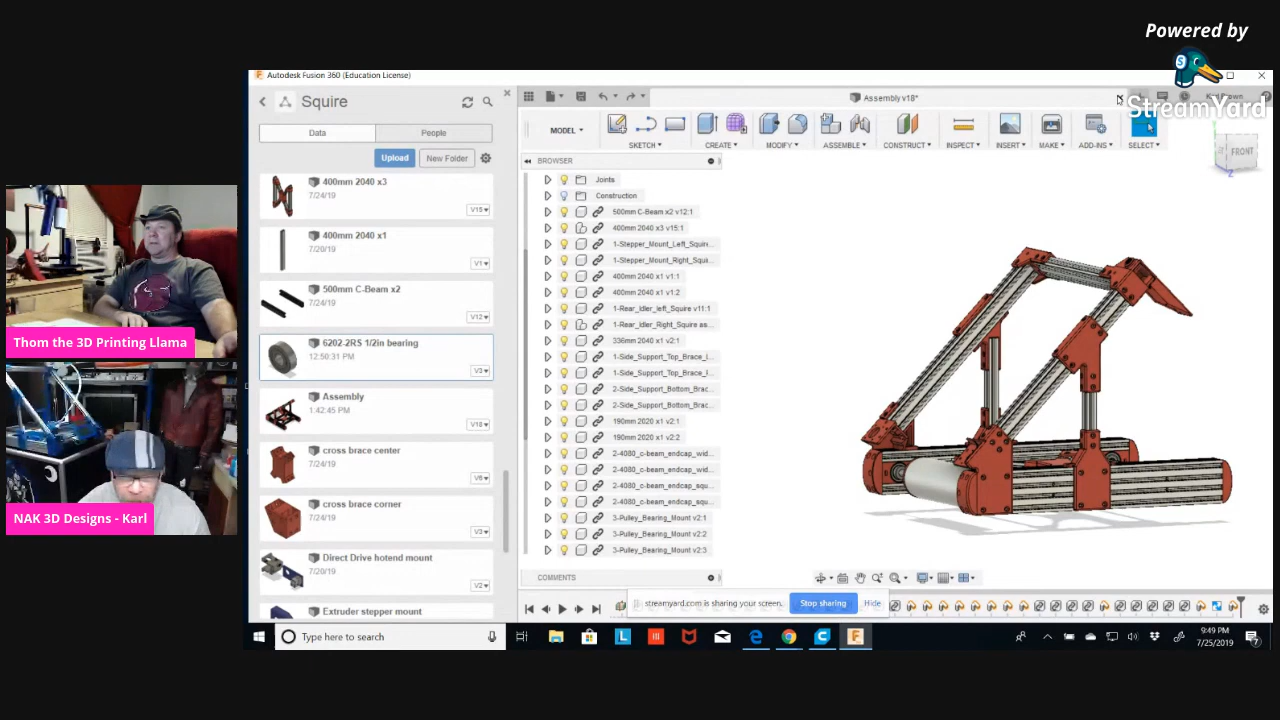 Powered by
StreamYard
Autodesk Fusion 360 (Education License)
Squire
Data
People
Upload
New Folder
400mm 2040 x3
7/24/19
V15
400mm 2040 x1
7/20/19
V1
500mm C-Beam x2
7/24/19
V12
6202-2RS 1/2in bearing
12:50:31 PM
V3
Assembly
1:42:45 PM
V18
cross brace center
7/24/19
V6
cross brace corner
7/24/19
V3
Direct Drive hotend mount
7/20/19
V2
Extruder stepper mount
Assembly v18*
MODEL
SKETCH
CREATE
MODIFY
ASSEMBLE
CONSTRUCT
INSPECT
INSERT
MAKE
ADD-INS
SELECT
FRONT
Z
BROWSER
Joints
Construction
500mm C-Beam x2 v12:1
400mm 2040 x3 v15:1
1-Stepper_Mount_Left_Squire...
1-Stepper_Mount_Right_Squi...
400mm 2040 x1 v1:1
400mm 2040 x1 v1:2
1-Rear_Idler_left_Squire v11:1
1-Rear_Idler_Right_Squire as...
336mm 2040 x1 v2:1
1-Side_Support_Top_Brace_l...
1-Side_Support_Top_Brace_l...
2-Side_Support_Bottom_Brac...
2-Side_Support_Bottom_Brac...
190mm 2020 x1 v2:1
190mm 2020 x1 v2:2
2-4080_c-beam_endcap_wid...
2-4080_c-beam_endcap_wid...
2-4080_c-beam_endcap_squ...
2-4080_c-beam_endcap_squ...
3-Pulley_Bearing_Mount v2:1
3-Pulley_Bearing_Mount v2:2
3-Pulley_Bearing_Mount v2:3
COMMENTS
streamyard.com is sharing your screen.
Stop sharing
Hide
Thom the 3D Printing Llama
NAK 3D Designs - Karl
Type here to search
9:49 PM
7/25/2019